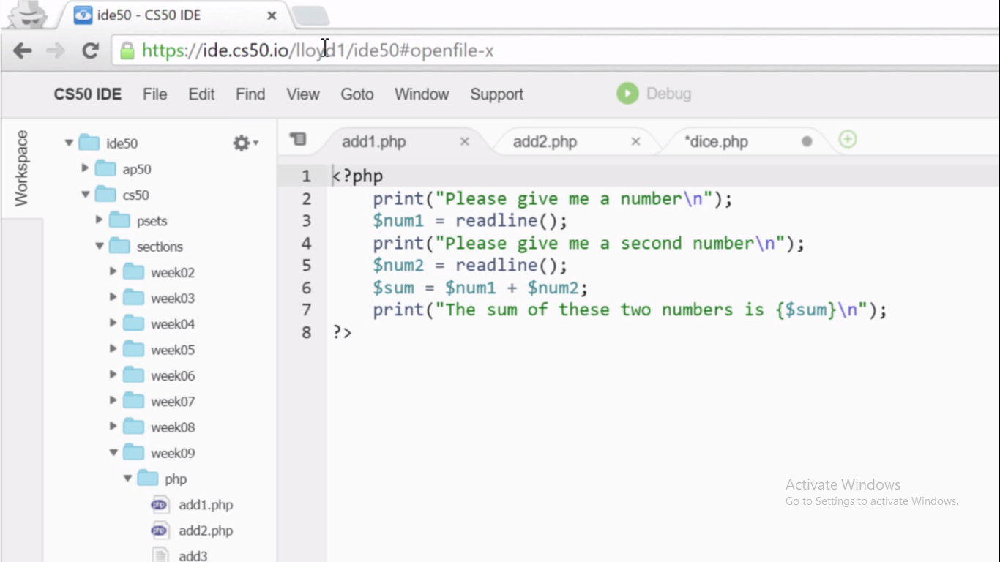 ide50 - CS50 IDE
https://ide.cs50.io/lloyd1/ide50#openfile-x
CS50 IDE File Edit Find View Goto Window Support Debug
Workspace
ide50
ap50
cs50
psets
sections
week02
week03
week04
week05
week06
week07
week08
week09
php
add1.php
add2.php
add3
add1.php add2.php *dice.php
1 <?php
2     print("Please give me a number\n");
3     $num1 = readline();
4     print("Please give me a second number\n");
5     $num2 = readline();
6     $sum = $num1 + $num2;
7     print("The sum of these two numbers is {$sum}\n");
8 ?>
Activate Windows
Go to Settings to activate Windows.